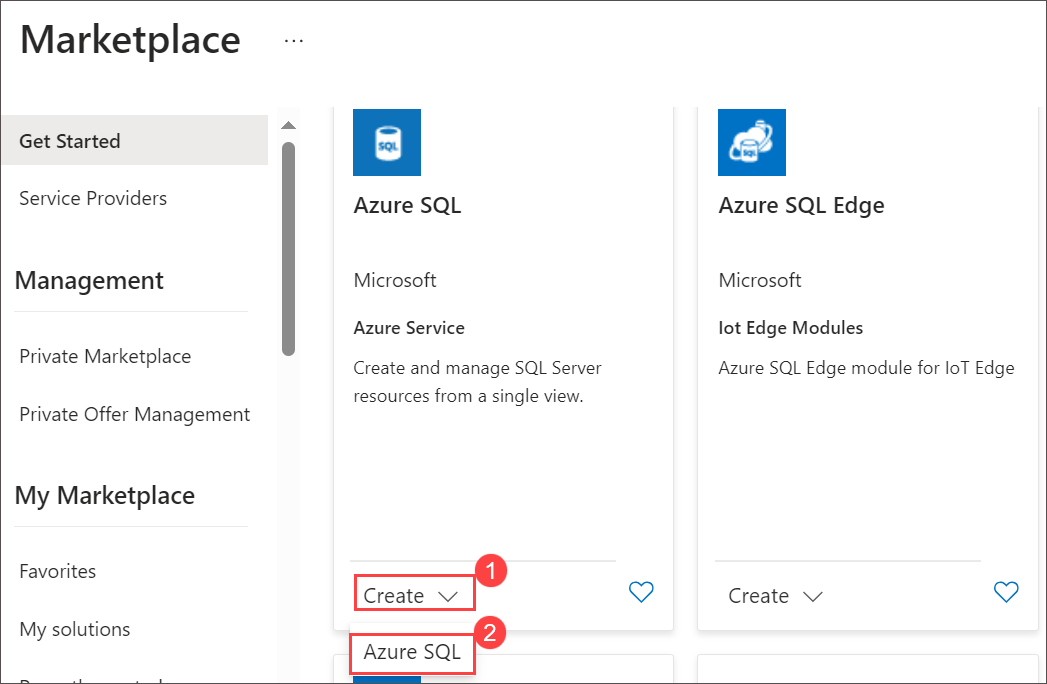 Marketplace ...
Get Started
Service Providers
Management
Private Marketplace
Private Offer Management
My Marketplace
Favorites
My solutions
SQL
Azure SQL
Microsoft
Azure Service
Create and manage SQL Server
resources from a single view.
Create
1
Azure SQL
2
SQL
Azure SQL Edge
Microsoft
Iot Edge Modules
Azure SQL Edge module for IoT Edge
Create